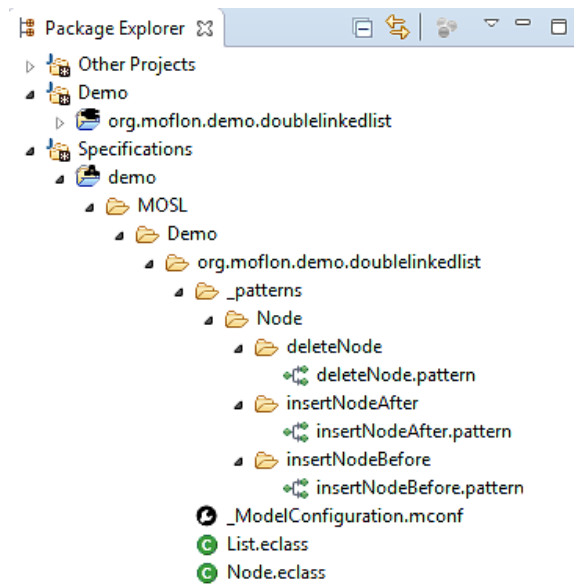 Package Explorer
Other Projects
Demo
org.moflon.demo.doublelinkedlist
Specifications
demo
MOSL
Demo
org.moflon.demo.doublelinkedlist
_patterns
Node
deleteNode
deleteNode.pattern
insertNodeAfter
insertNodeAfter.pattern
insertNodeBefore
insertNodeBefore.pattern
_ModelConfiguration.mconf
List.eclass
Node.eclass